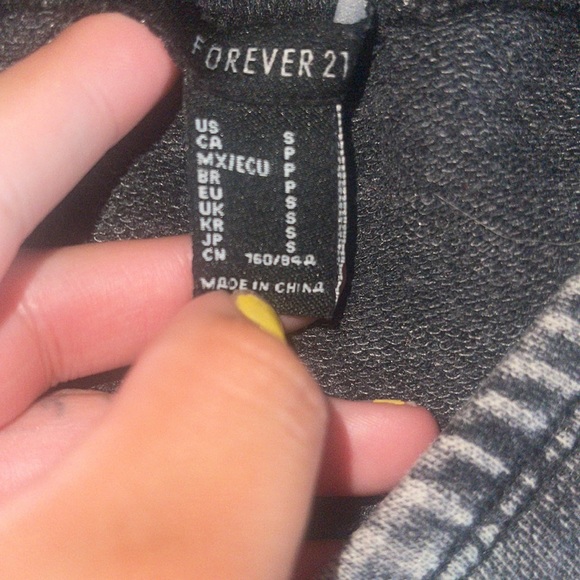 FOREVER 21
US S
CA P
MX/ECU P
BR P
EU S
UK S
KR S
JP S
CN 160/84A
MADE IN CHINA